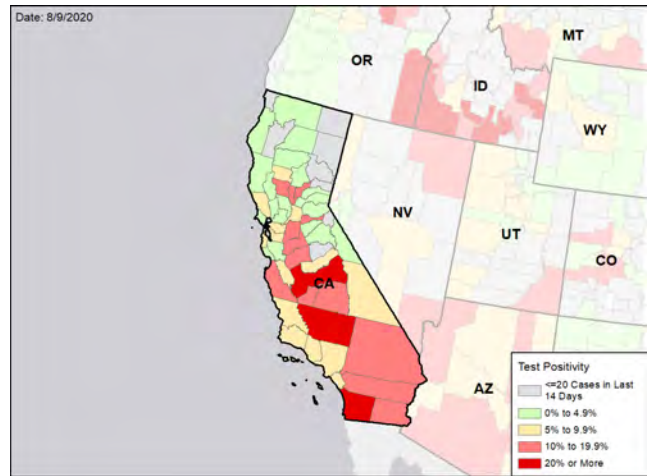 Date: 8/9/2020
MT
OR
ID
WY
NV
UT
CO
CA
AZ
Test Positivity
<=20 Cases in Last
14 Days
0% to 4.9%
5% to 9.9%
10% to 19.9%
20% or More